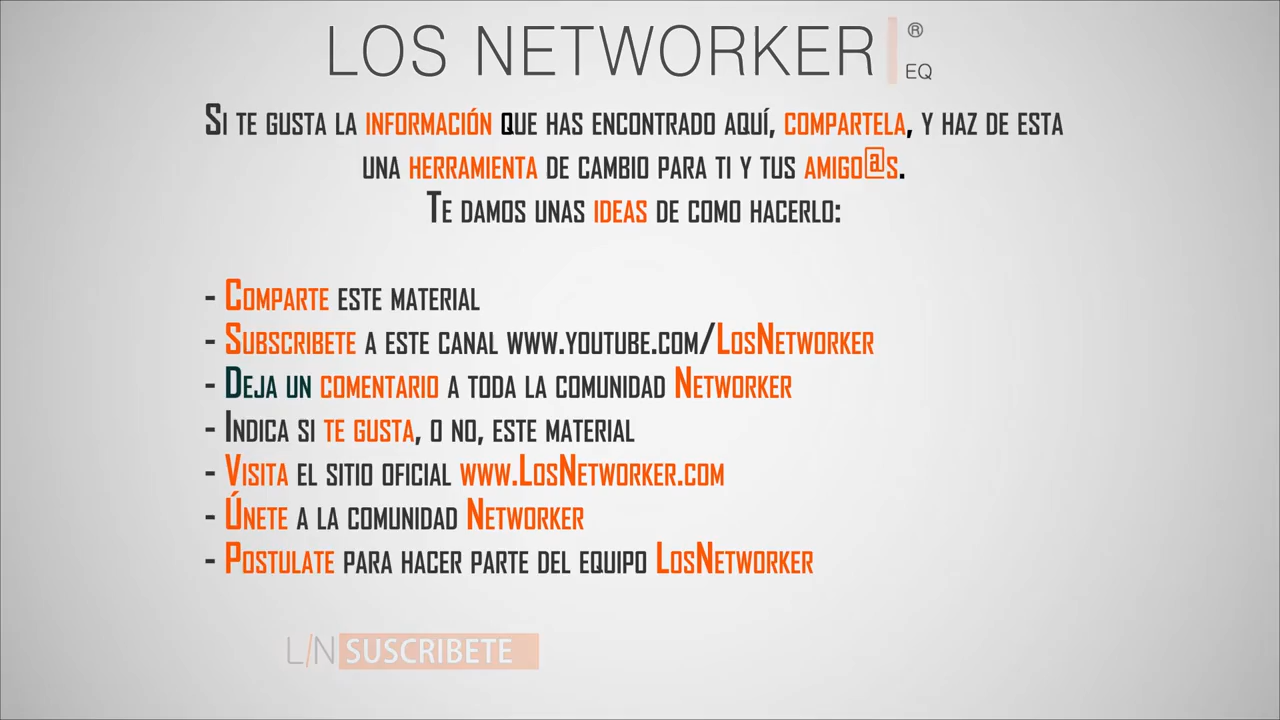 LOS NETWORKER ® EQ
Si te gusta la información que has encontrado aquí, compartela, y haz de esta
una herramienta de cambio para ti y tus amigo@s.
Te damos unas ideas de como hacerlo:
- Comparte este material
- Subscribete a este canal www.youtube.com/LosNetworker
- Deja un comentario a toda la comunidad Networker
- Indica si te gusta, o no, este material
- Visita el sitio oficial www.LosNetworker.com
- Únete a la comunidad Networker
- Postulate para hacer parte del equipo LosNetworker
L/N SUSCRIBETE